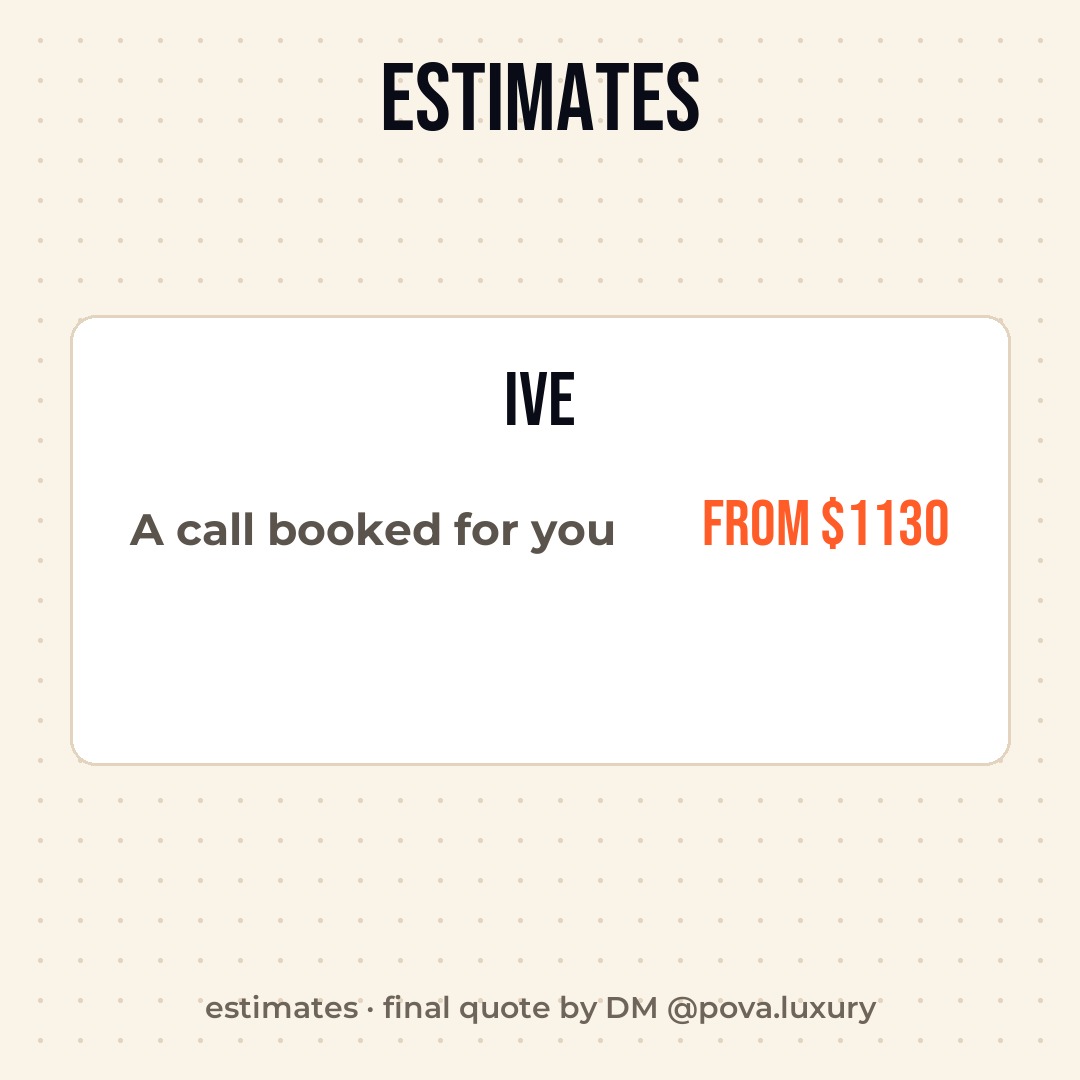 ESTIMATES
IVE
A call booked for you FROM $1130
estimates · final quote by DM @pova.luxury